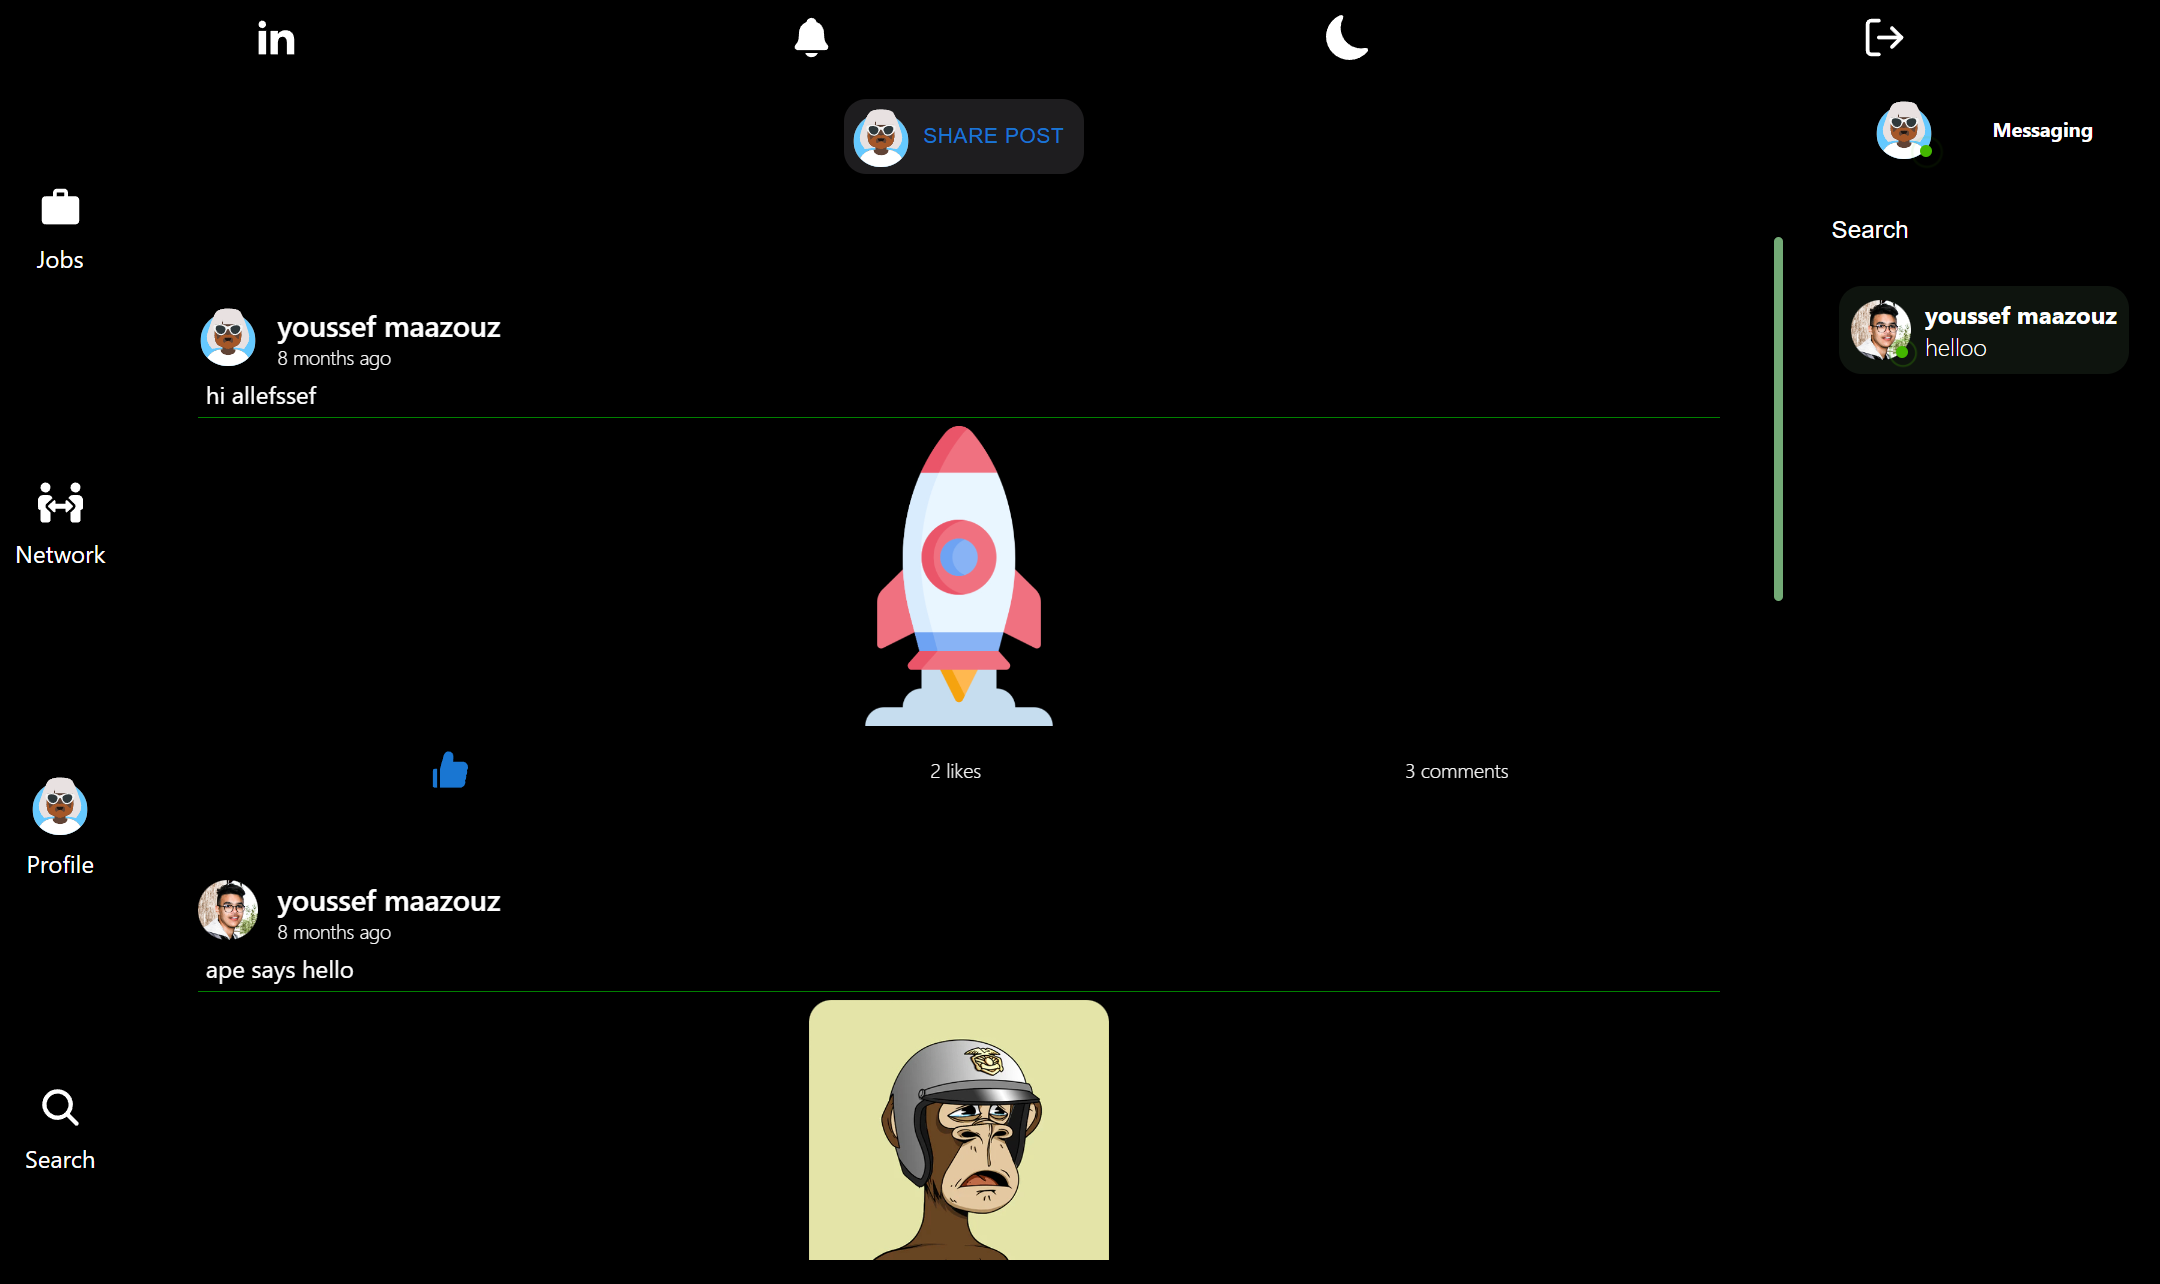 in
SHARE POST
Messaging
Jobs
Search
youssef maazouz
8 months ago
hi allefssef
youssef maazouz
helloo
Network
2 likes
3 comments
Profile
youssef maazouz
8 months ago
ape says hello
Search